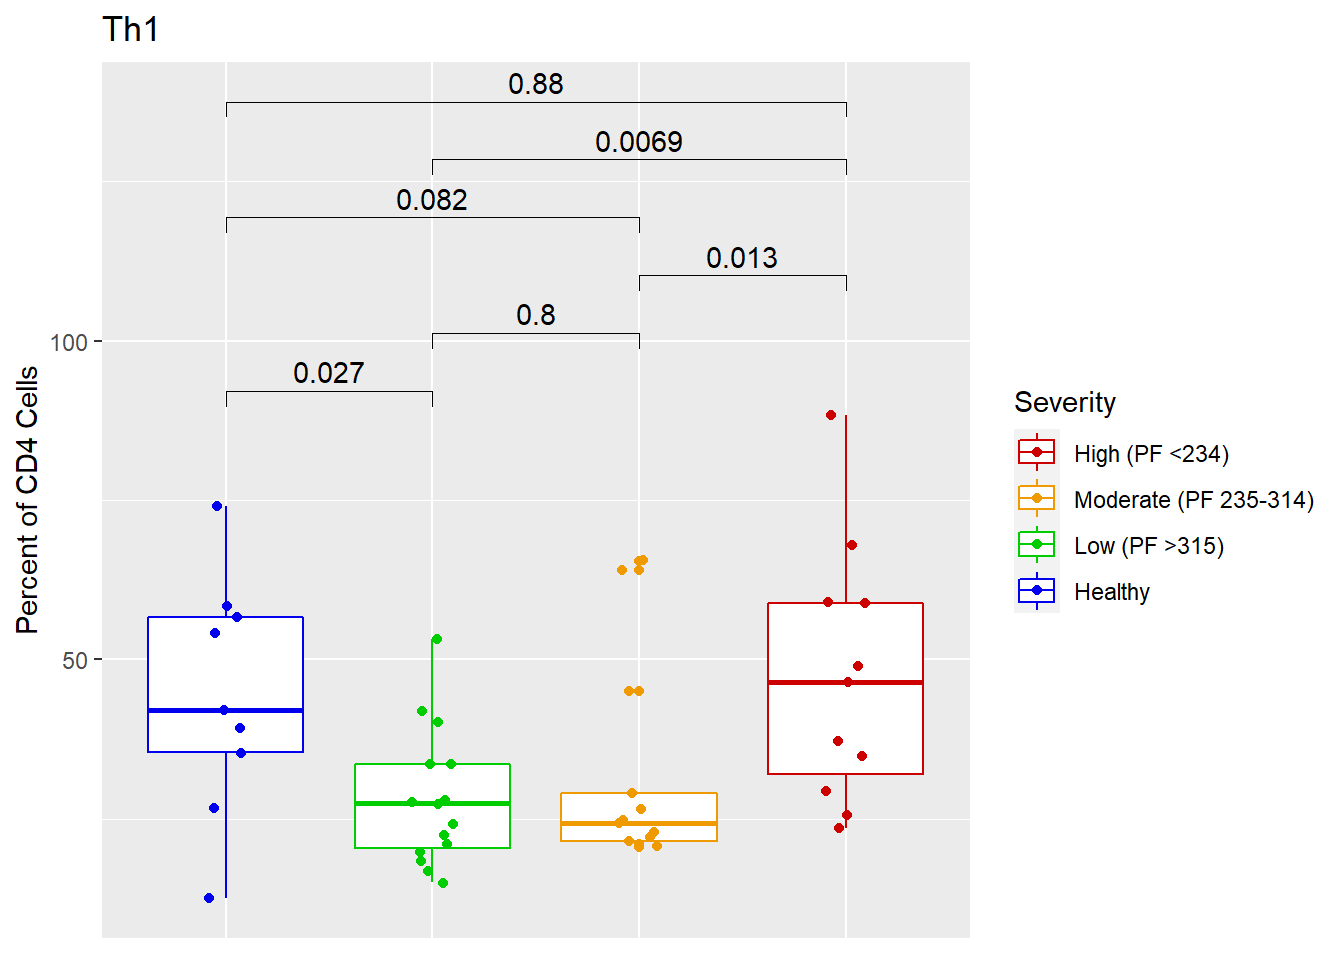 Th1
0.88
0.0069
0.082
0.013
0.8
0.027
100
50
Percent of CD4 Cells
Severity
High (PF <234)
Moderate (PF 235-314)
Low (PF >315)
Healthy